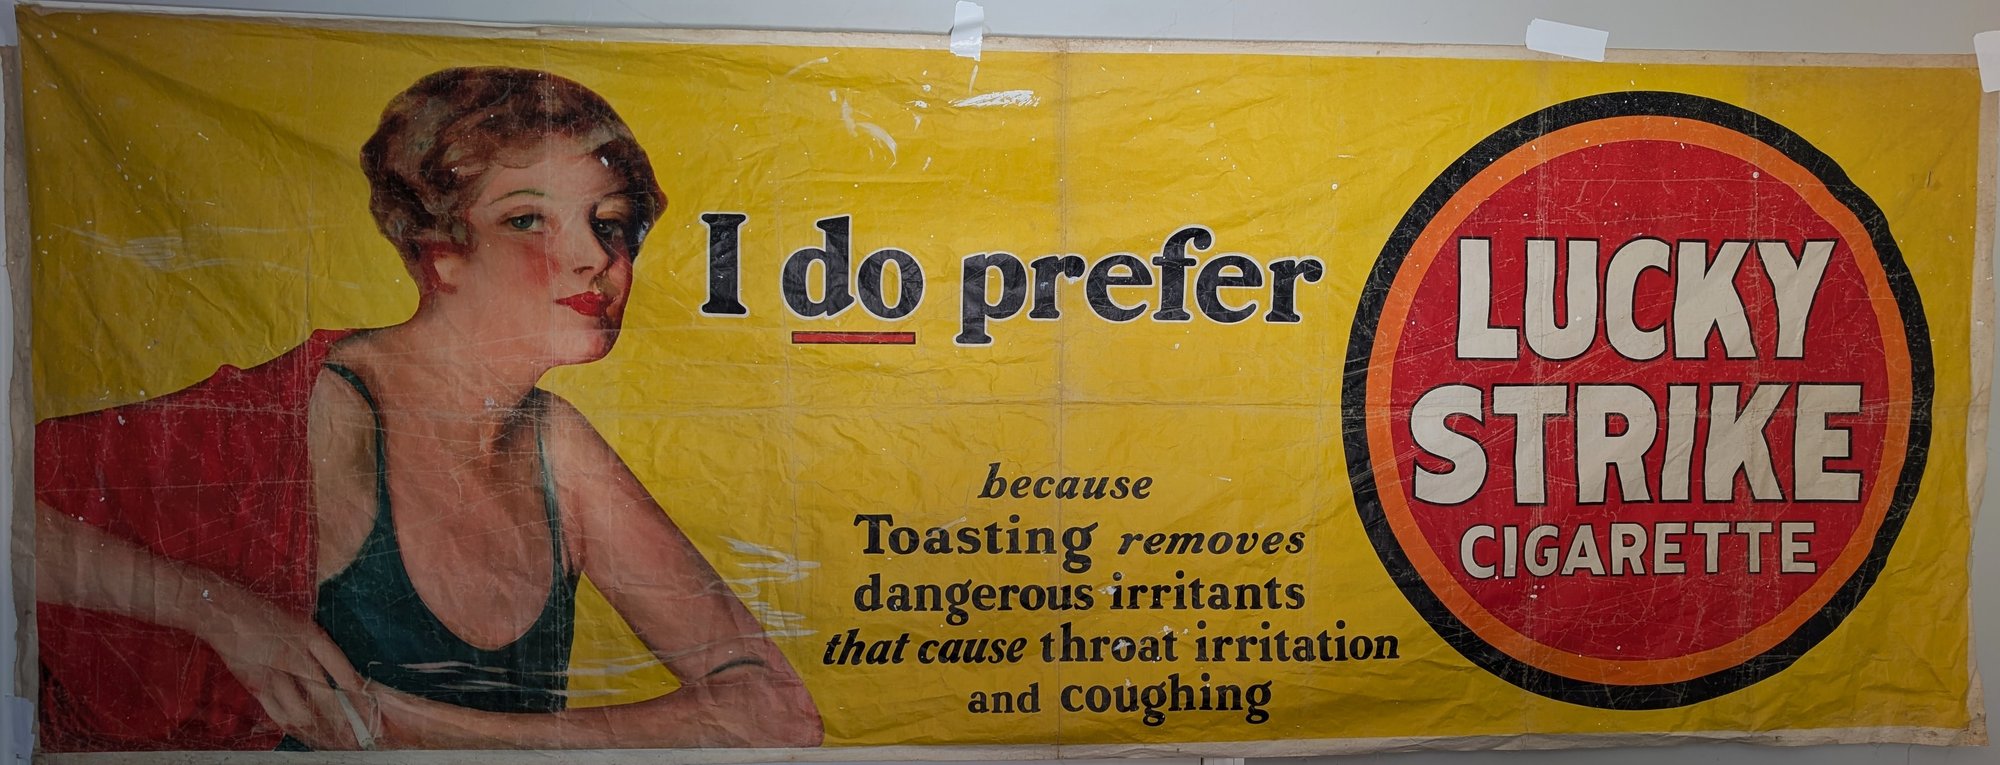 I do prefer
because
Toasting removes
dangerous irritants
that cause throat irritation
and coughing
LUCKY
STRIKE
CIGARETTE